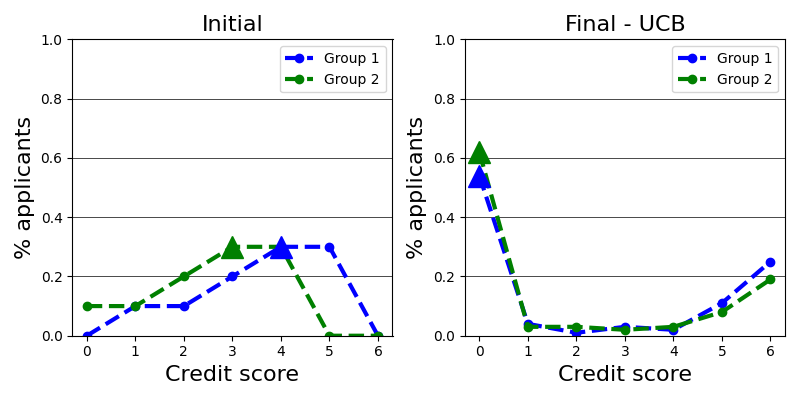 Initial
1.0
0.8
0.6
0.4
0.2
0.0
% applicants
Group 1
Group 2
0 1 2 3 4 5 6
Credit score
Final - UCB
1.0
0.8
0.6
0.4
0.2
0.0
% applicants
Group 1
Group 2
0 1 2 3 4 5 6
Credit score